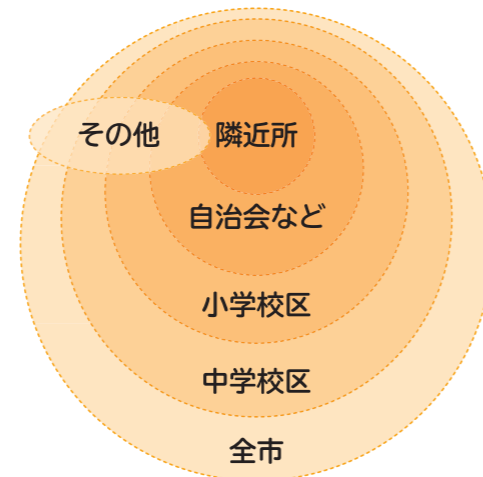 その他
隣近所
自治会など
小学校区
中学校区
全市